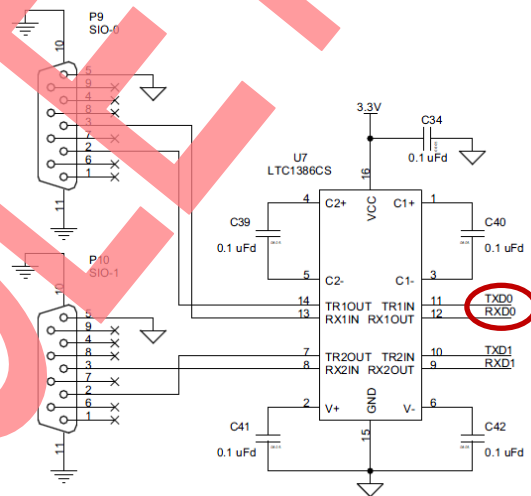 P9
SIO-0
10
5
9
4
8
3
7
2
6
1
11
P10
SIO-1
10
5
9
4
8
3
7
2
6
1
11
3.3V
C34
0.1 uFd
U7
LTC1386CS
16
VCC
4 C2+ C1+ 1
C39
0.1 uFd
C40
0.1 uFd
5 C2- C1- 3
14 TR1OUT TR1IN 11 TXD0
13 RX1IN RX1OUT 12 RXD0
7 TR2OUT TR2IN 10 TXD1
8 RX2IN RX2OUT 9 RXD1
2 V+ GND V- 6
15
C41
0.1 uFd
C42
0.1 uFd